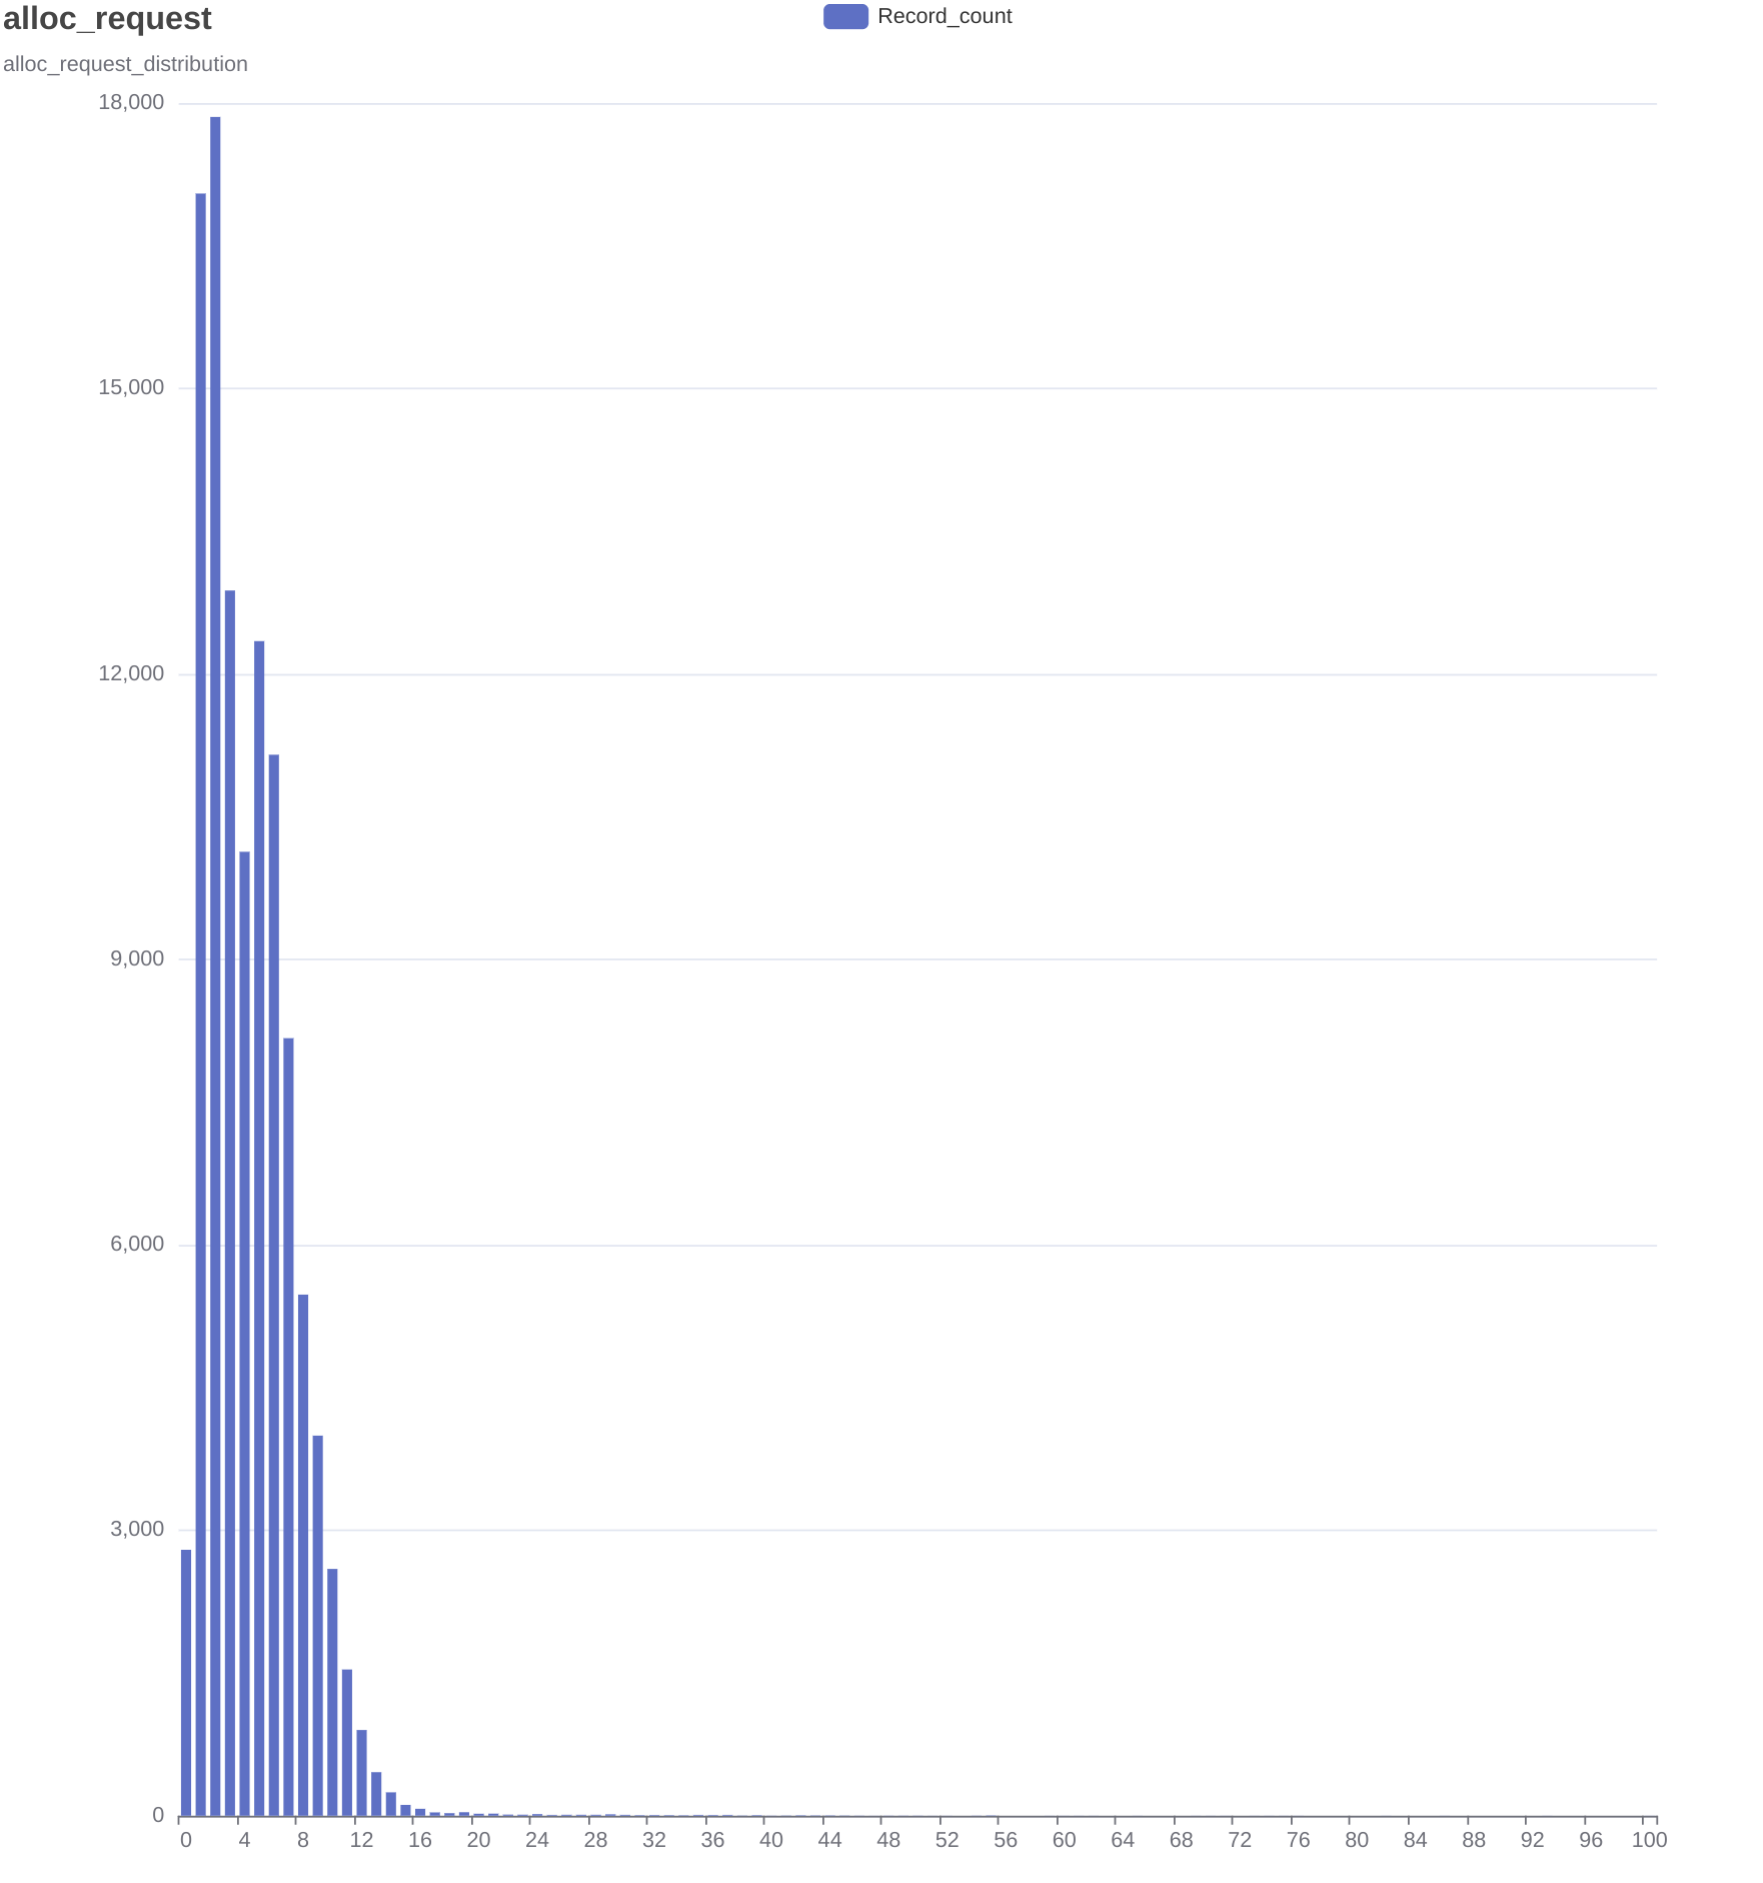 alloc_request
Record_count
alloc_request_distribution
18,000
15,000
12,000
9,000
6,000
3,000
0
0 4 8 12 16 20 24 28 32 36 40 44 48 52 56 60 64 68 72 76 80 84 88 92 96 100